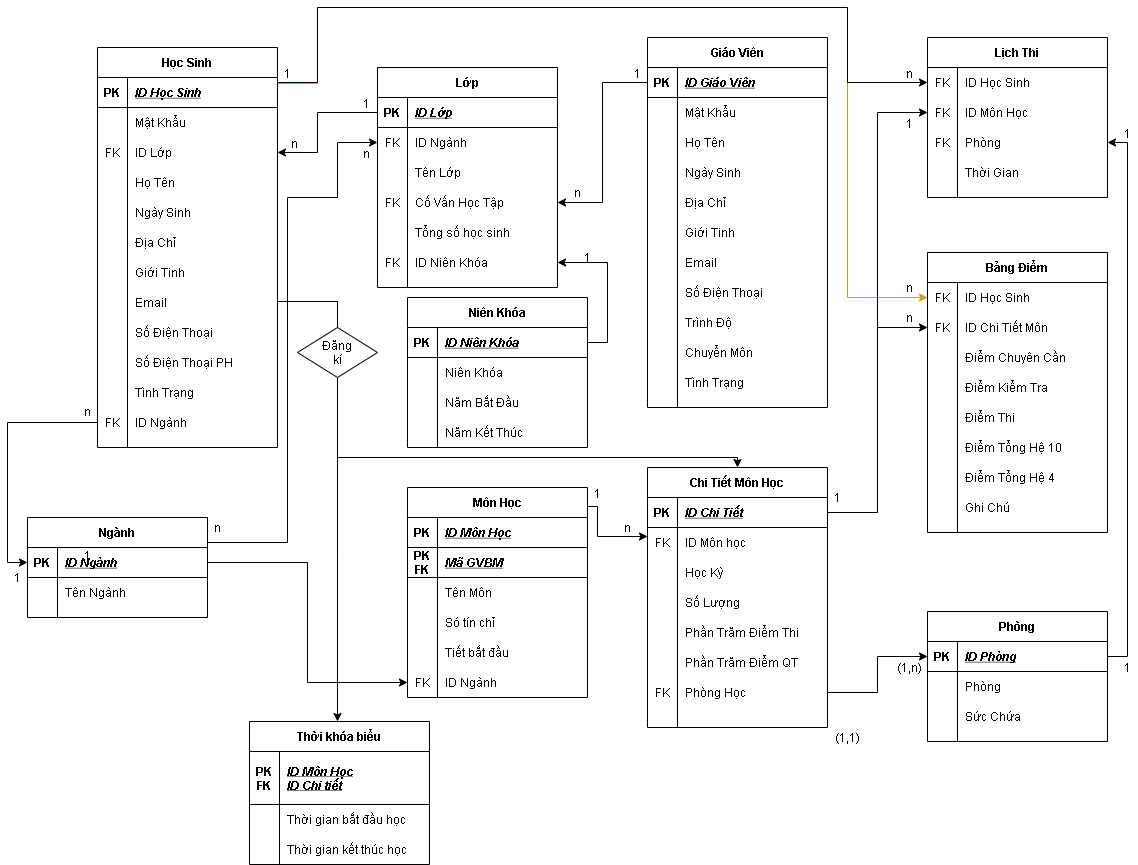 Học Sinh
PK ID Học Sinh
Mật Khẩu
FK ID Lớp
Họ Tên
Ngày Sinh
Địa Chỉ
Giới Tinh
Email
Số Điện Thoại
Số Điện Thoại PH
Tình Trạng
FK ID Ngành
1
n
n
1
Lớp
PK ID Lớp
FK ID Ngành
Tên Lớp
FK Cố Vấn Học Tập
Tổng số học sinh
FK ID Niên Khóa
n
n
1
Niên Khóa
PK ID Niên Khóa
Niên Khóa
Năm Bắt Đầu
Năm Kết Thúc
Đăng
kí
1
Giáo Viên
PK ID Giáo Viên
Mật Khẩu
Họ Tên
Ngày Sinh
Địa Chỉ
Giới Tinh
Email
Số Điện Thoại
Trình Độ
Chuyển Môn
Tình Trạng
Lịch Thi
n
FK ID Học Sinh
1
FK ID Môn Học
FK Phòng
1
Thời Gian
Bảng Điểm
n
FK ID Học Sinh
n
FK ID Chi Tiết Môn
Điểm Chuyên Cần
Điểm Kiểm Tra
Điểm Thi
Điểm Tổng Hệ 10
Điểm Tổng Hệ 4
Ghi Chú
Ngành
n
PK ID Ngành
1
1
Tên Ngành
Môn Học
1
PK ID Môn Học
PK
FK Mã GVBM
Tên Môn
Só tín chỉ
Tiết bắt đầu
FK ID Ngành
n
Chi Tiết Môn Học
1
PK ID Chi Tiết
FK ID Môn học
Học Kỳ
Số Lượng
Phần Trăm Điểm Thi
Phần Trăm Điểm QT
FK Phòng Học
(1,1)
(1,n)
Phòng
PK ID Phòng
1
Phòng
Sức Chứa
Thời khóa biểu
PK ID Môn Học
FK ID Chi tiết
Thời gian bắt đầu học
Thời gian kết thúc học